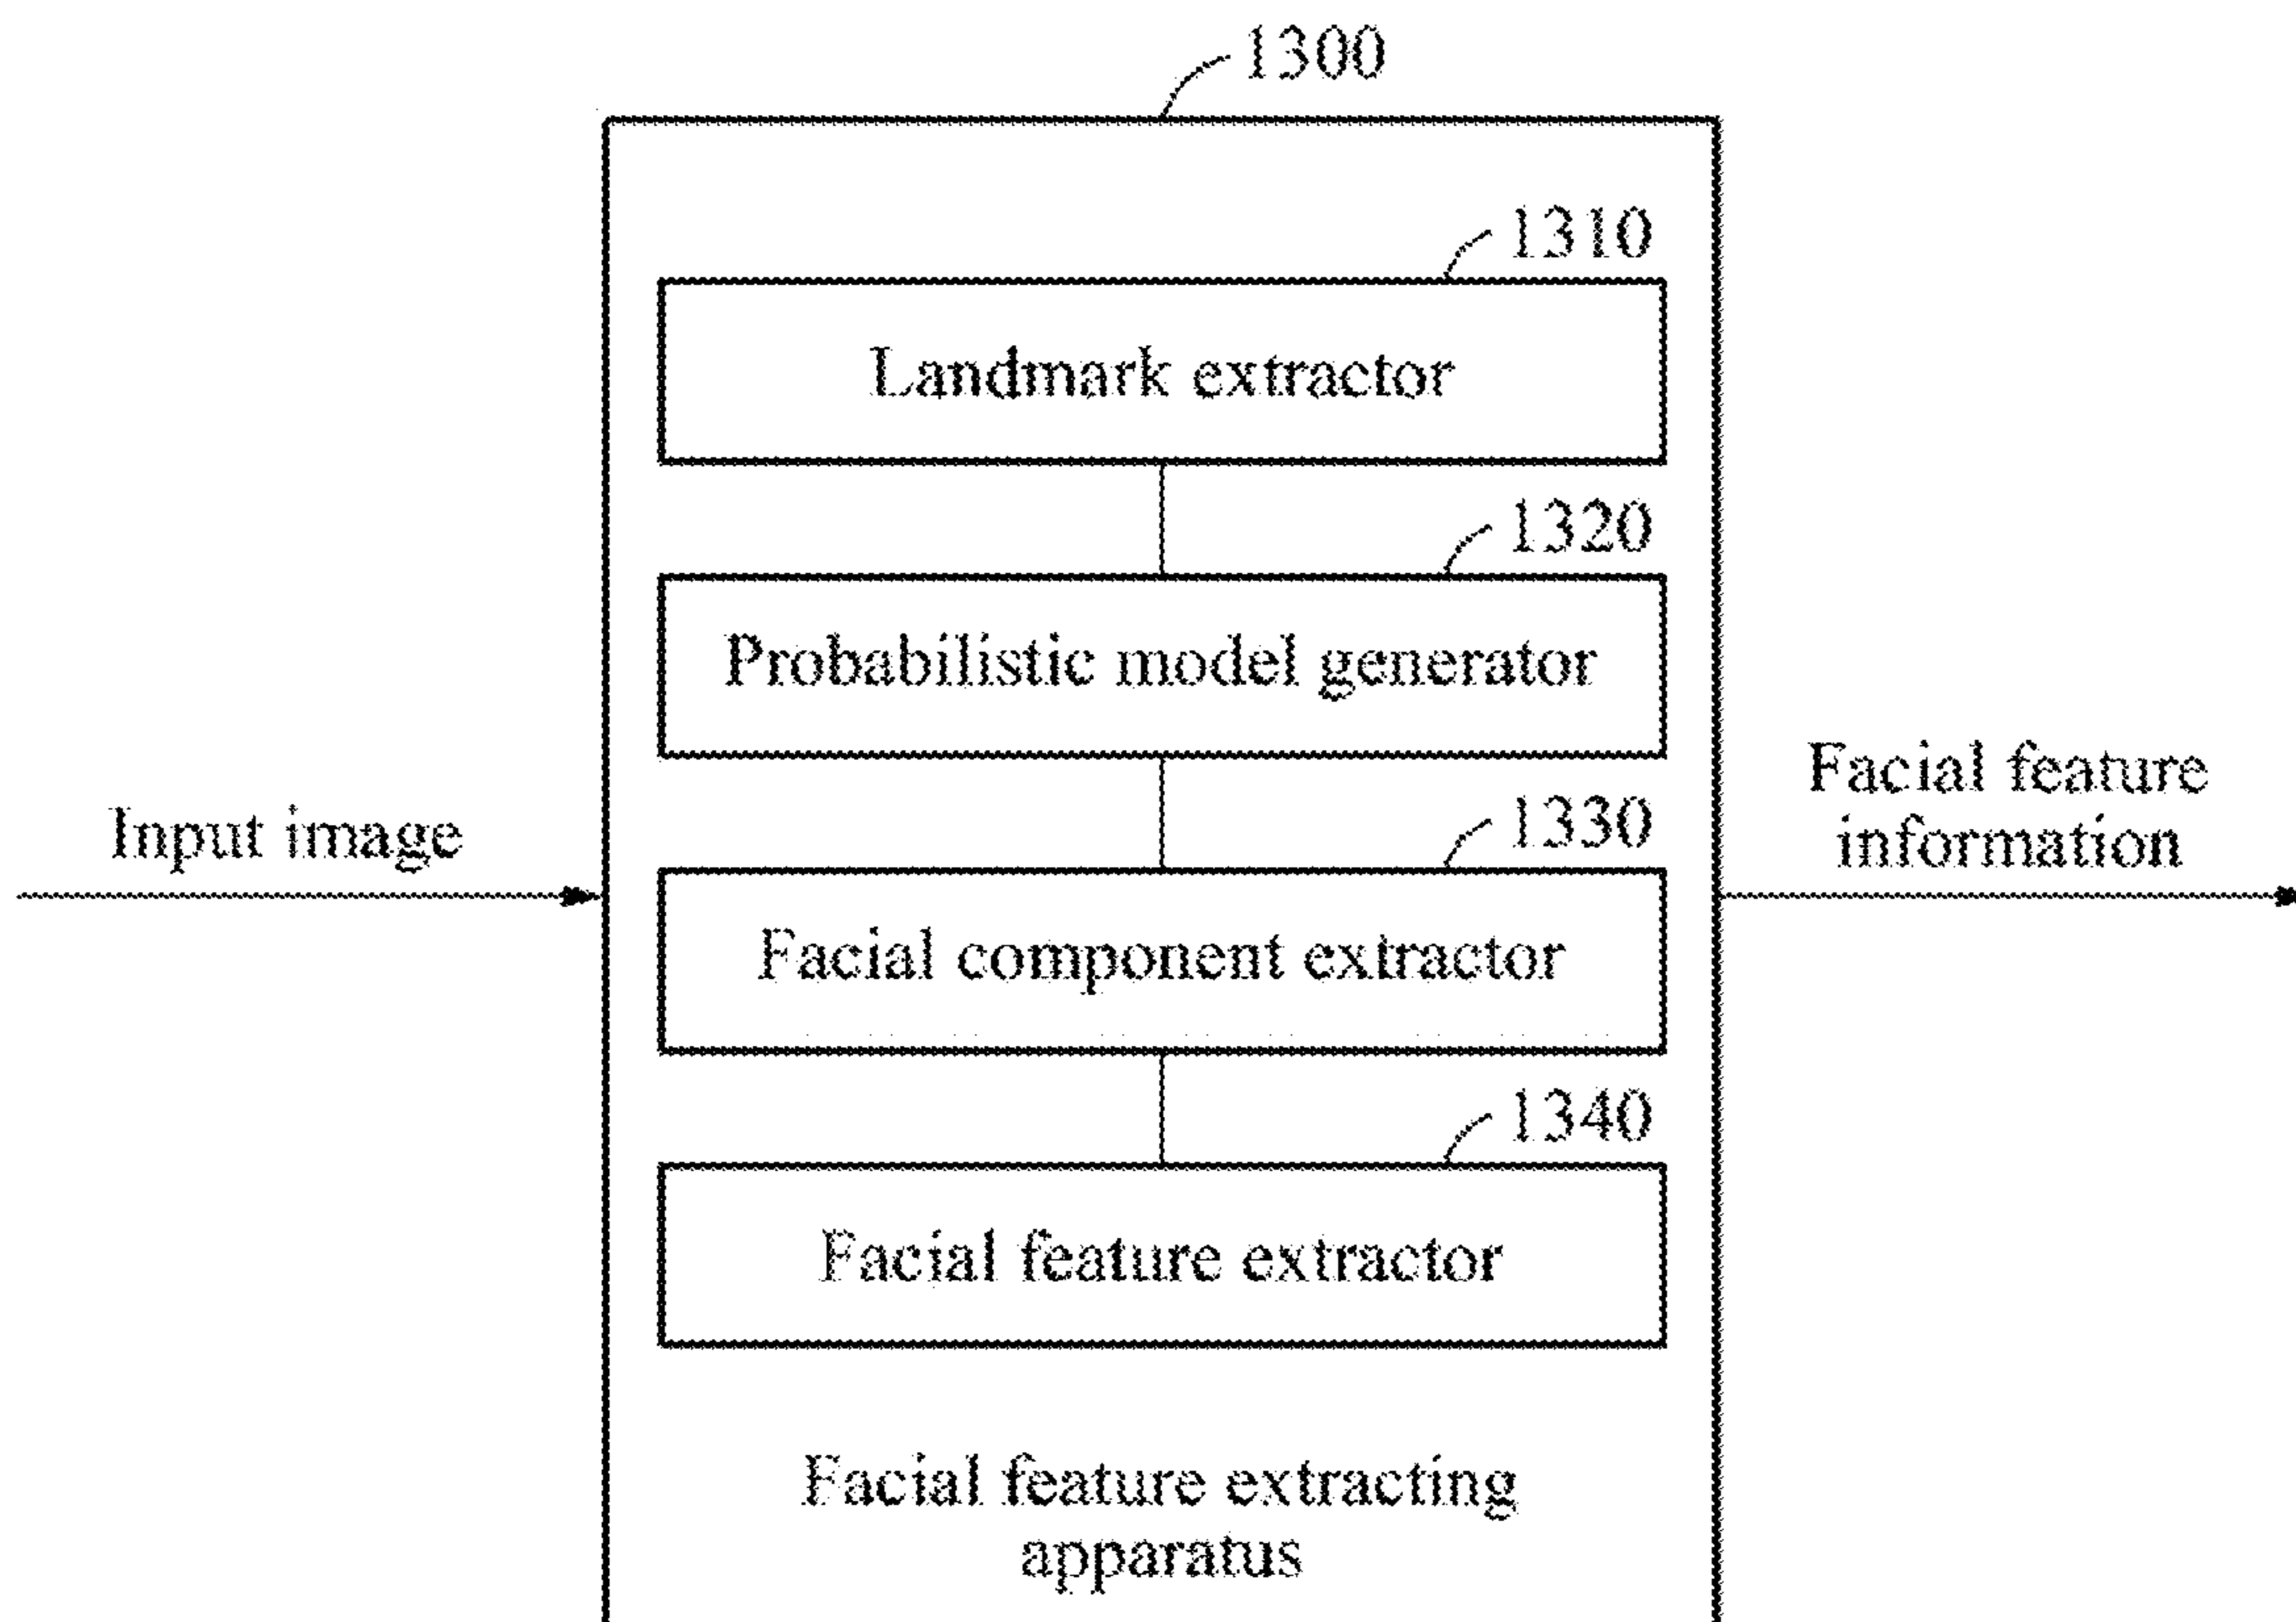 1300
1310
Landmark extractor
1320
Probabilistic model generator
Input image
Facial feature
information
1330
Facial component extractor
1340
Facial feature extractor
Facial feature extracting
apparatus